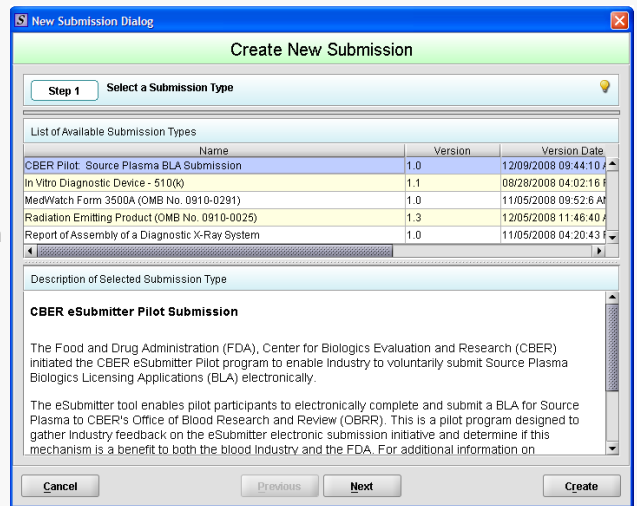 S New Submission Dialog
Create New Submission
Step 1 Select a Submission Type
List of Available Submission Types
Name Version Version Date
CBER Pilot: Source Plasma BLA Submission 1.0 12/09/2008 09:44:10
In Vitro Diagnostic Device - 510(k) 1.1 08/28/2008 04:02:16
MedWatch Form 3500A (OMB No. 0910-0291) 1.0 11/05/2008 09:52:6
Radiation Emitting Product (OMB No. 0910-0025) 1.3 12/05/2008 11:46:40
Report of Assembly of a Diagnostic X-Ray System 1.0 11/05/2008 04:20:43
Description of Selected Submission Type
CBER eSubmitter Pilot Submission
The Food and Drug Administration (FDA), Center for Biologics Evaluation and Research (CBER)
initiated the CBER eSubmitter Pilot program to enable Industry to voluntarily submit Source Plasma
Biologics Licensing Applications (BLA) electronically.
The eSubmitter tool enables pilot participants to electronically complete and submit a BLA for Source
Plasma to CBER's Office of Blood Research and Review (OBRR). This is a pilot program designed to
gather Industry feedback on the eSubmitter electronic submission initiative and determine if this
mechanism is a benefit to both the blood Industry and the FDA. For additional information on
Cancel Previous Next Create